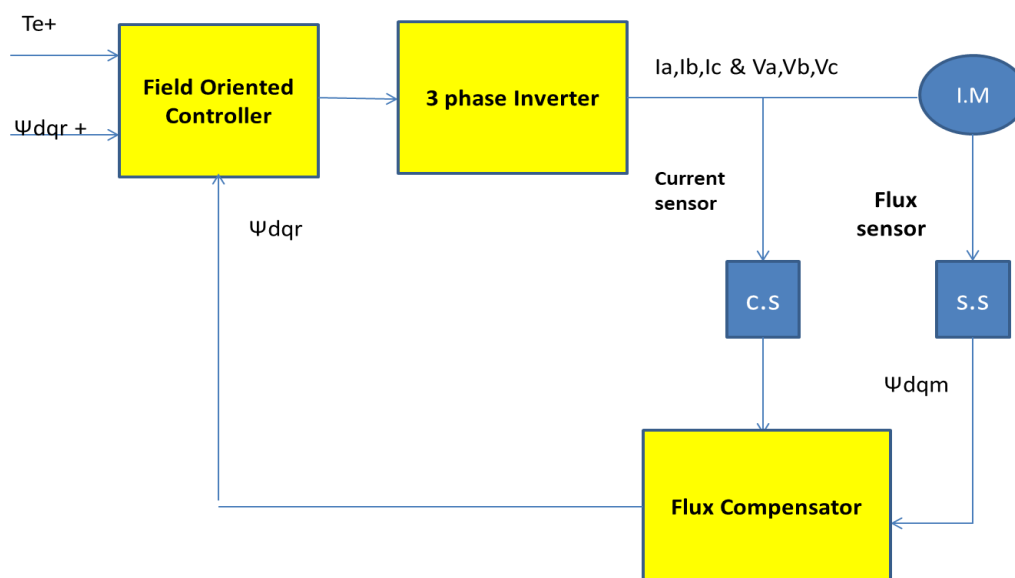 Te+
Ψdqr +
Field Oriented
Controller
3 phase Inverter
Ia,Ib,Ic & Va,Vb,Vc
I.M
Current
sensor
Flux
sensor
Ψdqr
c.s
s.s
Ψdqm
Flux Compensator